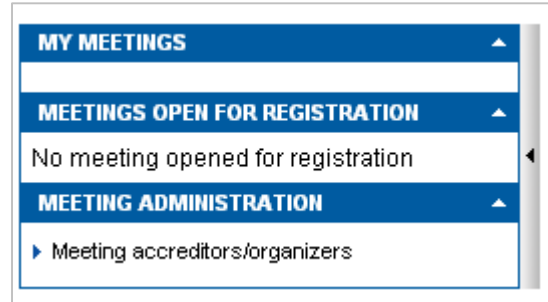 MY MEETINGS
MEETINGS OPEN FOR REGISTRATION
No meeting opened for registration
MEETING ADMINISTRATION
Meeting accreditors/organizers